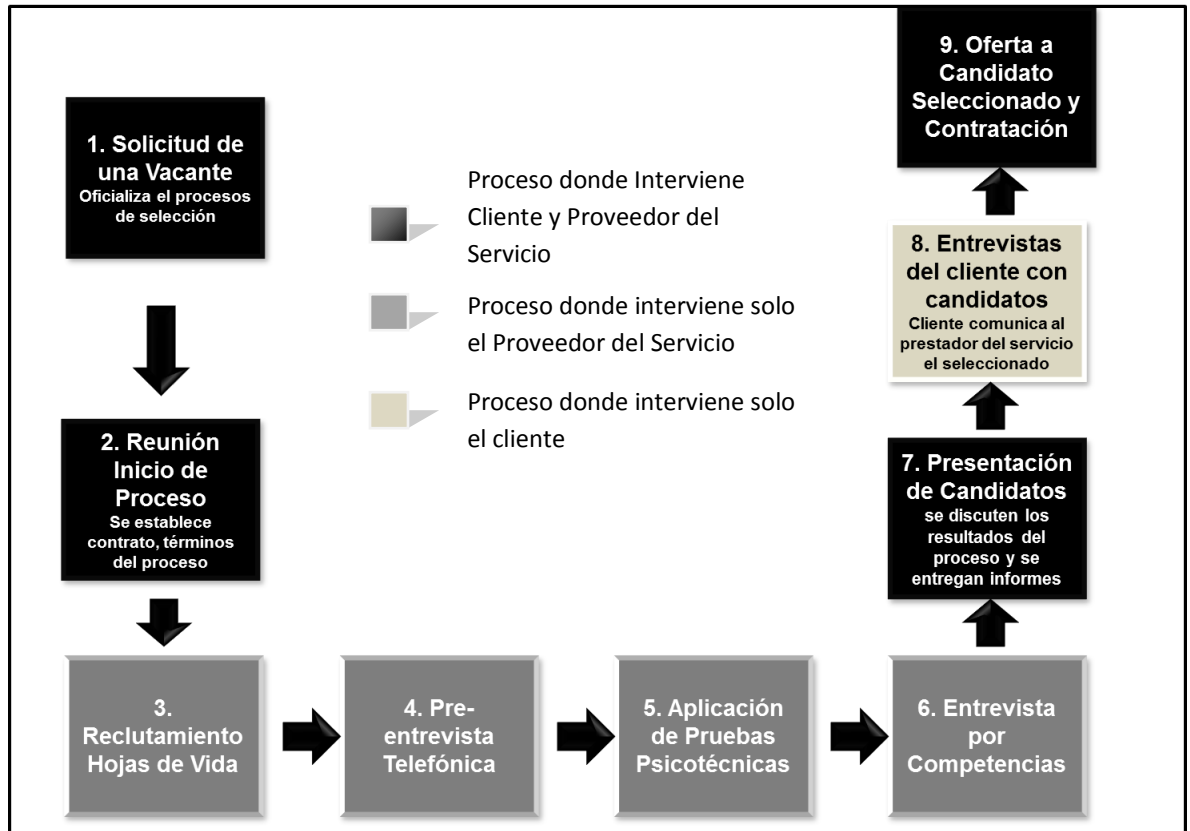 1. Solicitud de
una Vacante
Oficializa el procesos
de selección
2. Reunión
Inicio de
Proceso
Se establece
contrato, términos
del proceso
3.
Reclutamiento
Hojas de Vida
4. Pre-
entrevista
Telefónica
5. Aplicación
de Pruebas
Psicotécnicas
6. Entrevista
por
Competencias
7. Presentación
de Candidatos
se discuten los
resultados del
proceso y se
entregan informes
8. Entrevistas
del cliente con
candidatos
Cliente comunica al
prestador del servicio
el seleccionado
9. Oferta a
Candidato
Seleccionado y
Contratación
Proceso donde Interviene
Cliente y Proveedor del
Servicio
Proceso donde interviene solo
el Proveedor del Servicio
Proceso donde interviene solo
el cliente